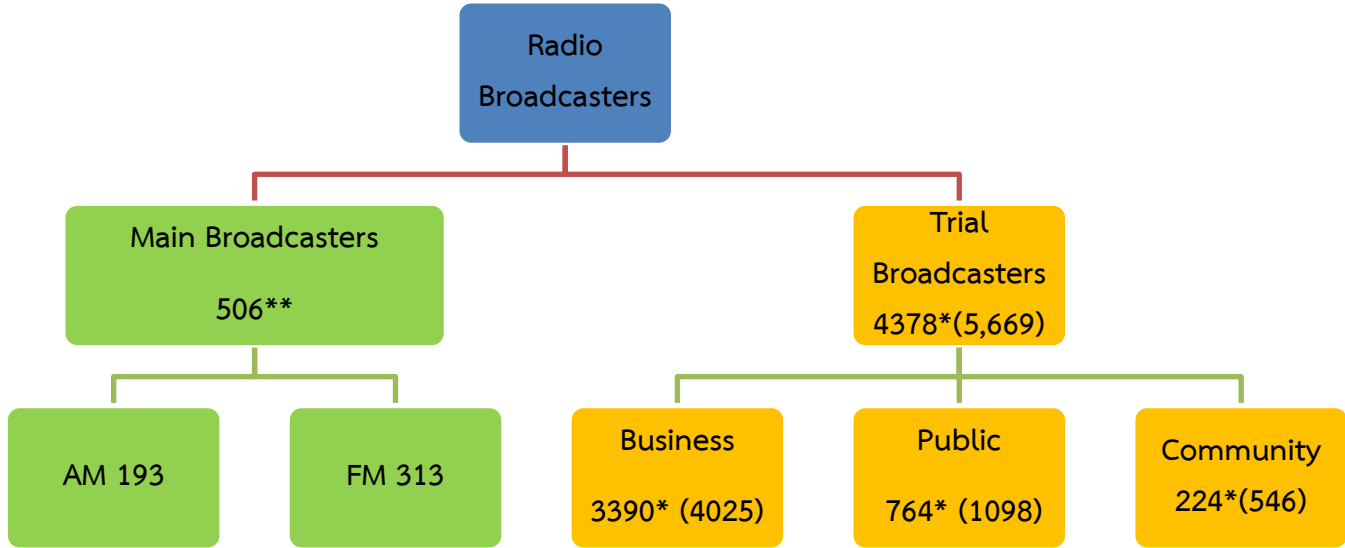 Radio
Broadcasters
Main Broadcasters
506**
Trial
Broadcasters
4378*(5,669)
AM 193
FM 313
Business
3390* (4025)
Public
764* (1098)
Community
224*(546)